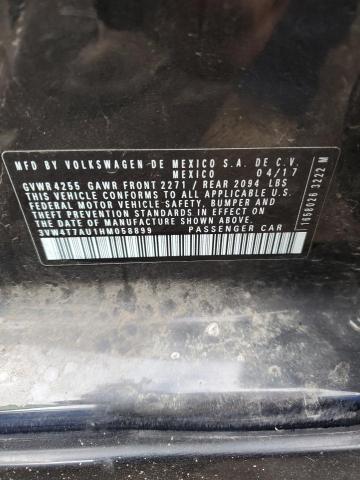 MFD BY VOLKSWAGEN DE MEXICO S.A. DE C.V.
MEXICO 04/17
GVWR 4255 GAWR FRONT 2271 / REAR 2094 LBS
THIS VEHICLE CONFORMS TO ALL APPLICABLE U.S.
FEDERAL MOTOR VEHICLE SAFETY, BUMPER AND
THEFT PREVENTION STANDARDS IN EFFECT ON THE
DATE OF MANUFACTURE SHOWN ABOVE.
3VW4T7AU1HM058899 PASSENGER CAR
1658026 3222 M